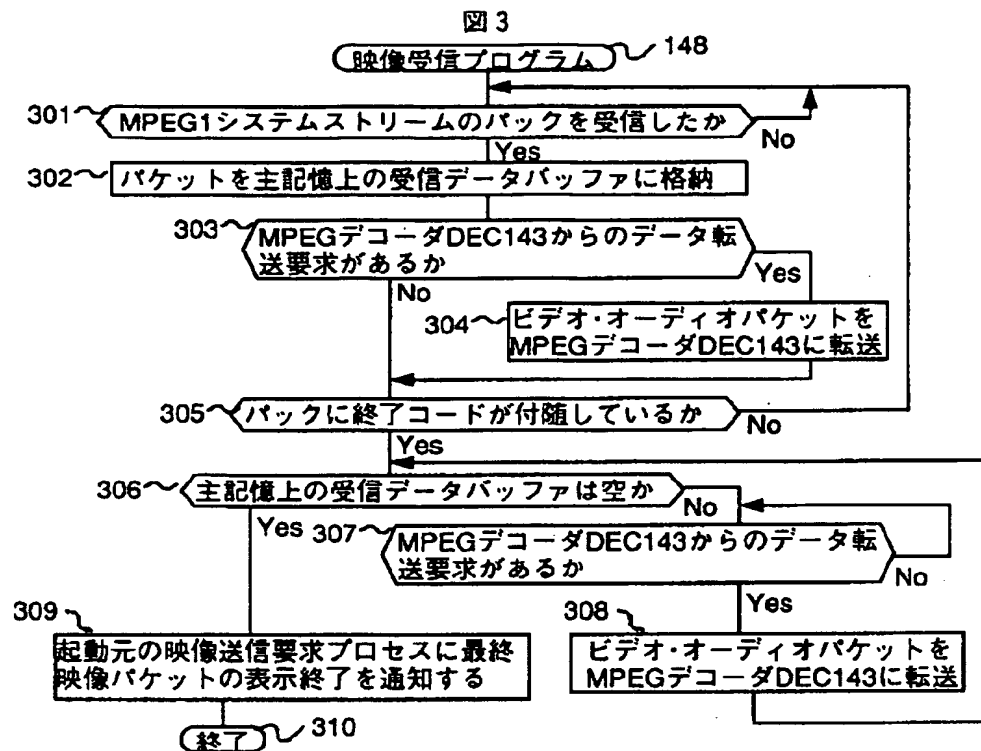 図3
映像受信プログラム 148
301 MPEG1システムストリームのパックを受信したか
No
Yes
302 パケットを主記憶上の受信データバッファに格納
303 MPEGデコーダDEC143からのデータ転
送要求があるか
Yes
No
304 ビデオ・オーディオパケットを
MPEGデコーダDEC143に転送
305 パックに終了コードが付随しているか
No
Yes
306 主記憶上の受信データバッファは空か
No
Yes
307 MPEGデコーダDEC143からのデータ転
送要求があるか
No
Yes
309
起動元の映像送信要求プロセスに最終
映像パケットの表示終了を通知する
308
ビデオ・オーディオパケットを
MPEGデコーダDEC143に転送
終了 310